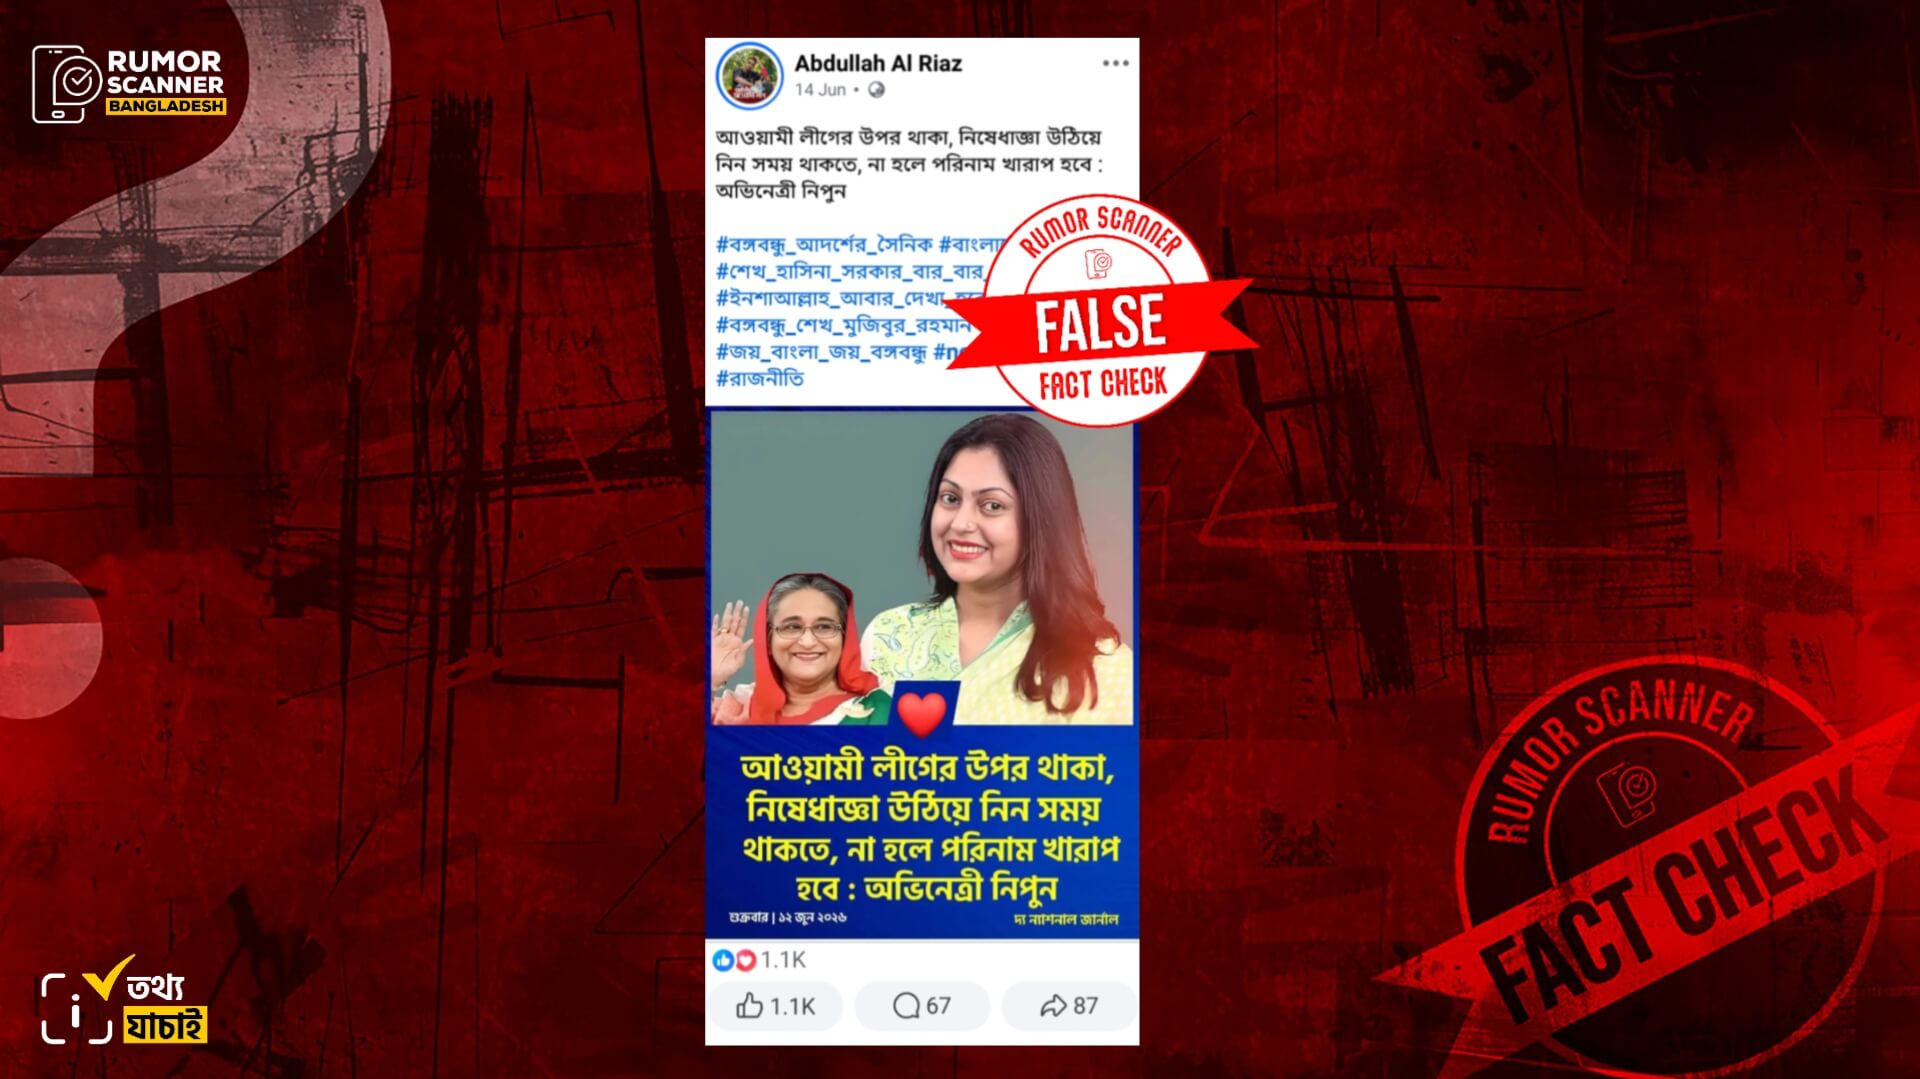 RUMOR
SCANNER
BANGLADESH
Abdullah Al Riaz
14 Jun
আওয়ামী লীগের উপর থাকা, নিষেধাজ্ঞা উঠিয়ে
নিন সময় থাকতে, না হলে পরিনাম খারাপ হবে :
অভিনেত্রী নিপুন
#বঙ্গবন্ধু_আদর্শের_সৈনিক
#শেখ_হাসিনা_সরকার_বার_বার_
#ইনশাআল্লাহ_আবার_দেখা_
#বঙ্গবন্ধু_শেখ_মুজিবুর_রহমান
#জয়_বাংলা_জয়_বঙ্গবন্ধু
#রাজনীতি
RUMOR SCANNER
FALSE
FACT CHECK
আওয়ামী লীগের উপর থাকা,
নিষেধাজ্ঞা উঠিয়ে নিন সময়
থাকতে, না হলে পরিনাম খারাপ
হবে : অভিনেত্রী নিপুন
শুক্রবার | ১২ জুন ২০২৬ দ্য ন্যাশনাল জার্নাল
1.1K
1.1K 67 87
তথ্য
যাচাই
RUMOR SCANNER
FACT CHECK